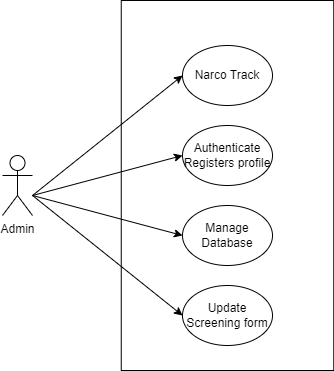 Narco Track
Authenticate
Registers profile
Admin
Manage
Database
Update
Screening form